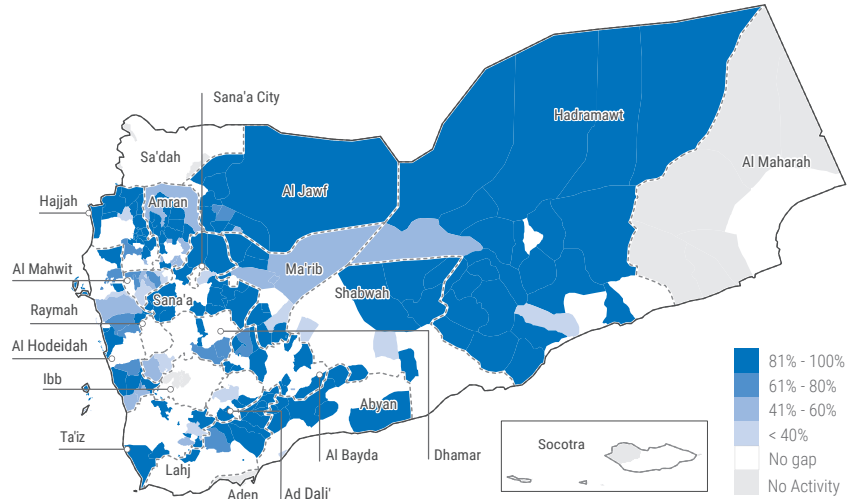 Sana'a City
Hadramawt
Sa'dah
Al Maharah
Al Jawf
Hajjah
Amran
Al Mahwit
Ma'rib
Shabwah
Sana'a
Raymah
Al Hodeidah
Ibb
Abyan
Ta'iz
Lahj
Aden
Ad Dali'
Al Bayda
Dhamar
Socotra
81% - 100%
61% - 80%
41% - 60%
< 40%
No gap
No Activity